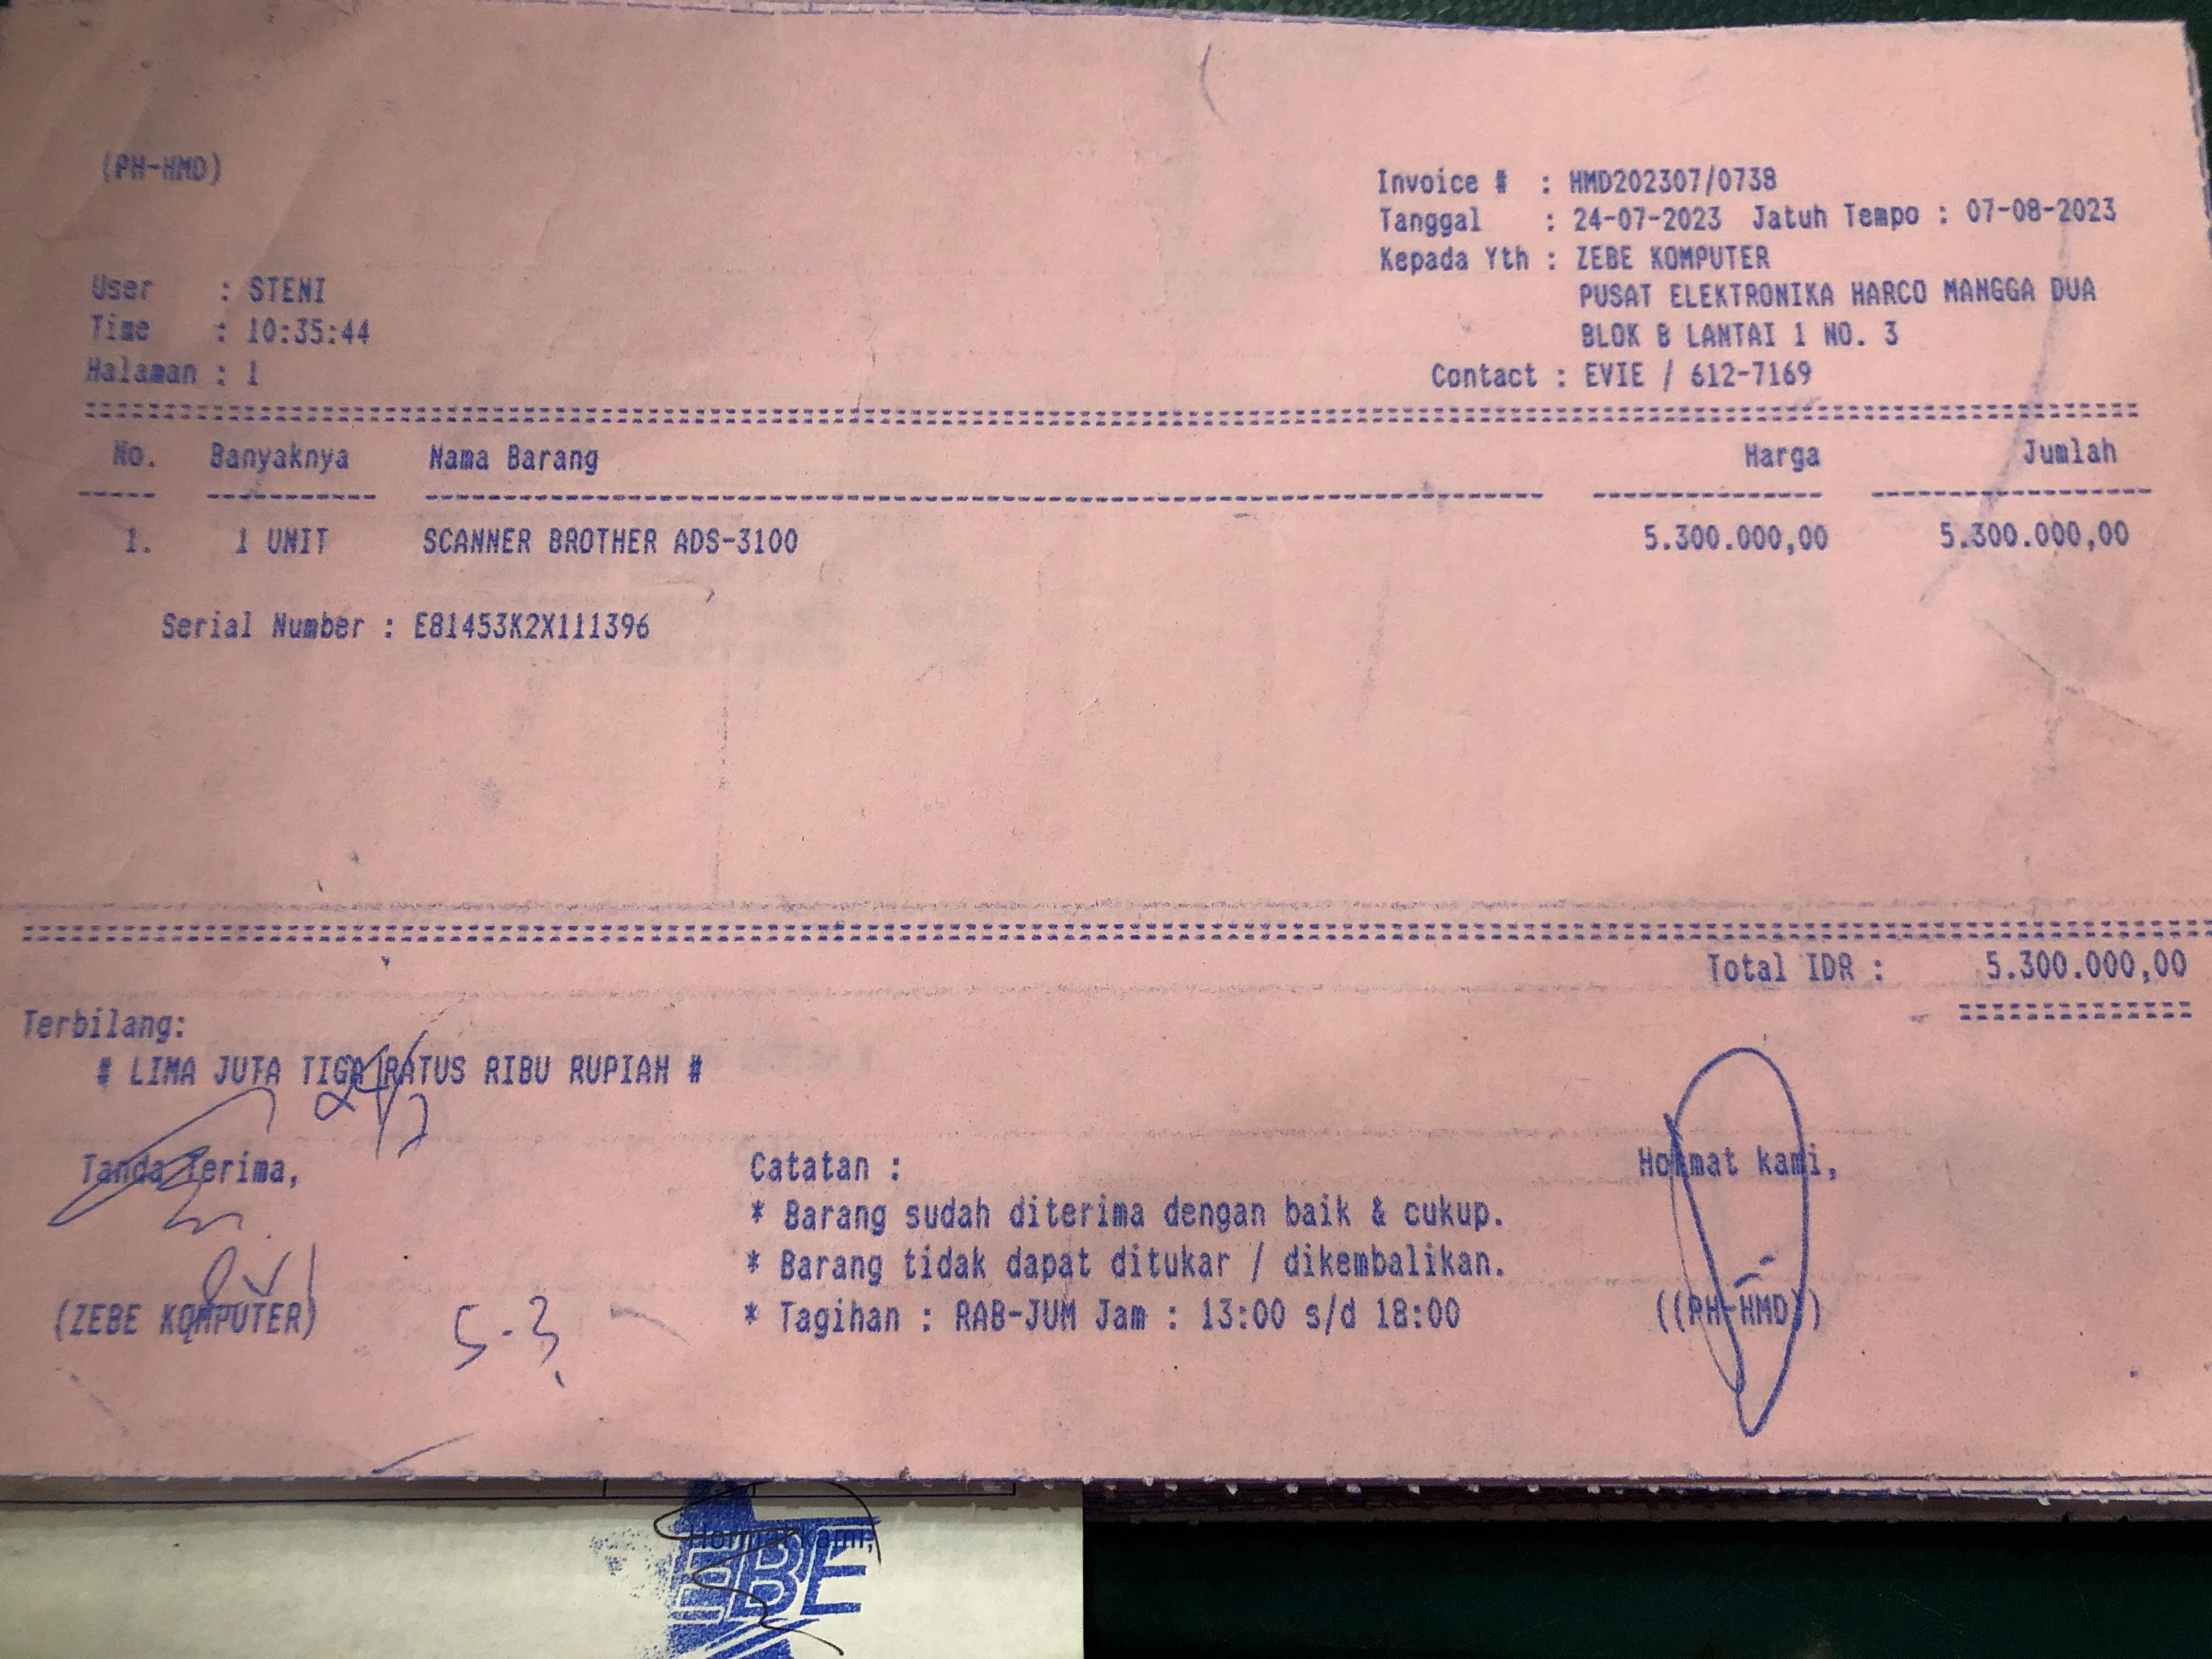 (PH-HMD)
Invoice # : HMD202307/0738
Tanggal : 24-07-2023 Jatuh Tempo : 07-08-2023
Kepada Yth : ZEBE KOMPUTER
PUSAT ELEKTRONIKA HARCO MANGGA DUA
BLOK B LANTAI 1 NO. 3
Contact : EVIE / 612-7169
User : STENI
Time : 10:35:44
Halaman : 1
No. Banyaknya Nama Barang Harga Jumlah
1. 1 UNIT SCANNER BROTHER ADS-3100 5.300.000,00 5.300.000,00
Serial Number : E81453K2X111396
Total IDR : 5.300.000,00
Terbilang:
# LIMA JUTA TIGA RATUS RIBU RUPIAH #
24/7
Tanda Terima,
(ZEBE KOMPUTER)
5.3
Catatan :
* Barang sudah diterima dengan baik & cukup.
* Barang tidak dapat ditukar / dikembalikan.
* Tagihan : RAB-JUM Jam : 13:00 s/d 18:00
Hormat kami,
((PH-HMD))
Hormat kami,
EBE